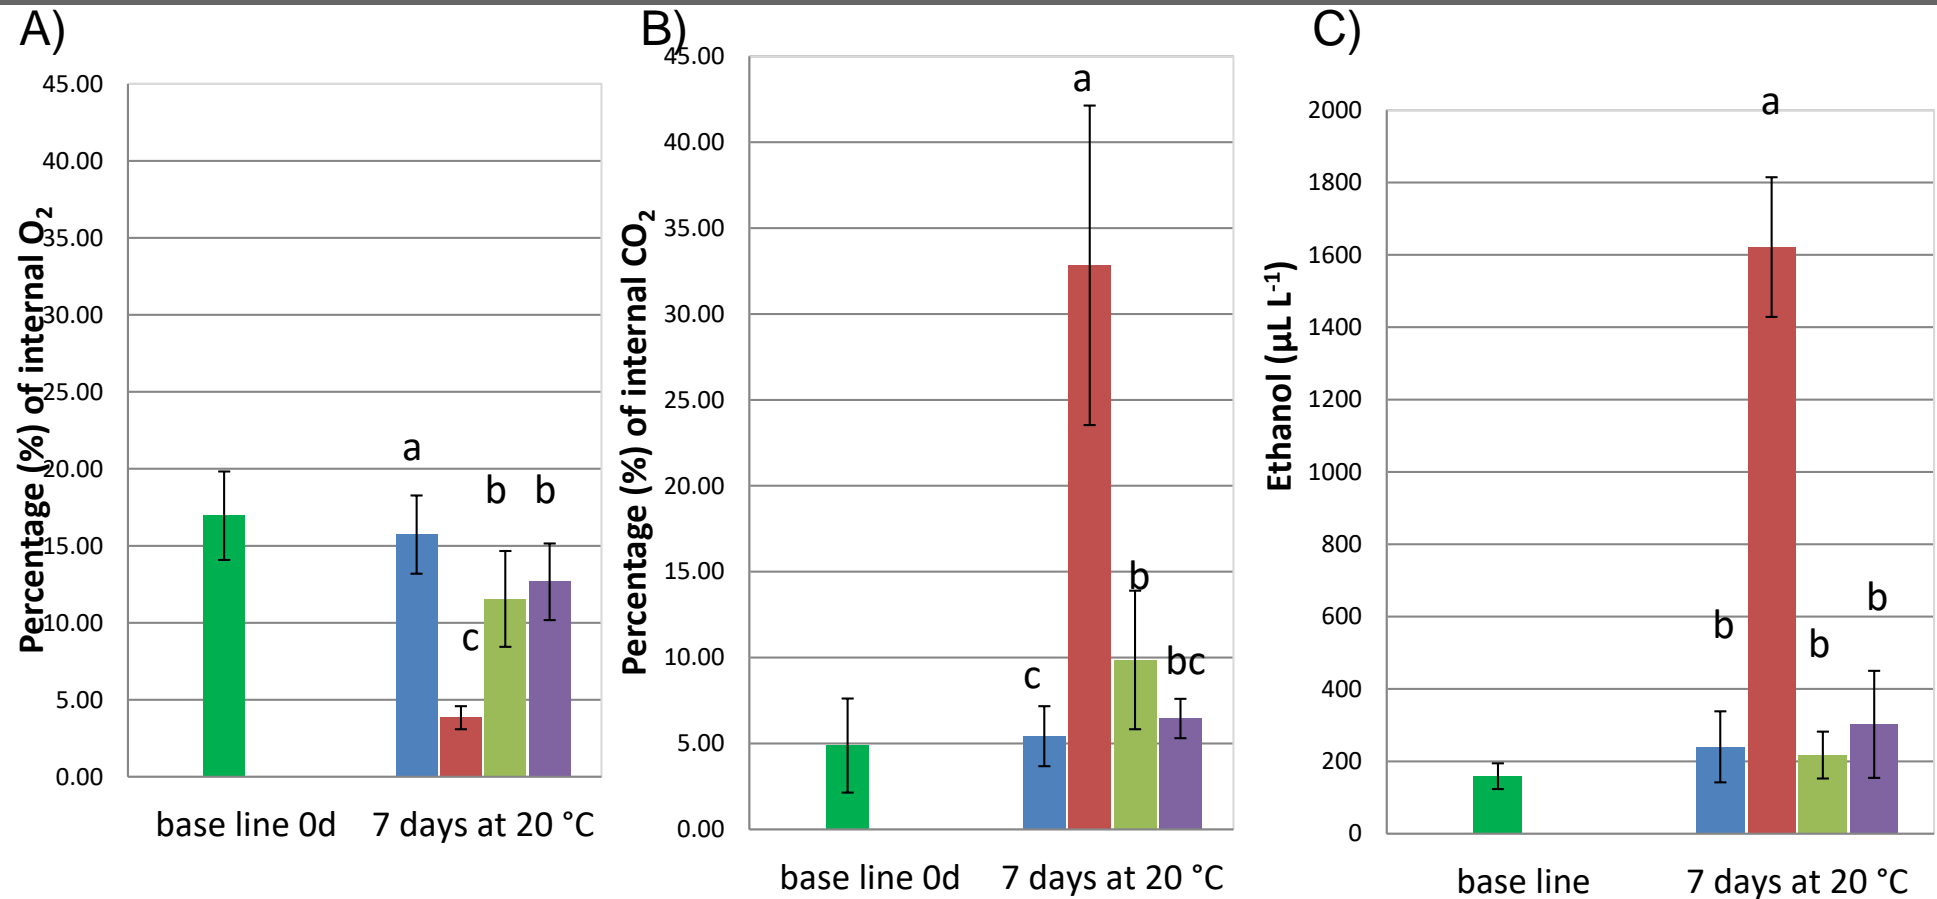 A)
Percentage (%) of internal O₂
45.00
40.00
35.00
30.00
25.00
20.00
15.00
10.00
5.00
0.00
a
c
b
b
base line 0d
7 days at 20 °C
B)
Percentage (%) of internal CO₂
45.00
40.00
35.00
30.00
25.00
20.00
15.00
10.00
5.00
0.00
c
a
b
bc
base line 0d
7 days at 20 °C
C)
Ethanol (µL L⁻¹)
2000
1800
1600
1400
1200
1000
800
600
400
200
0
b
a
b
b
base line
7 days at 20 °C